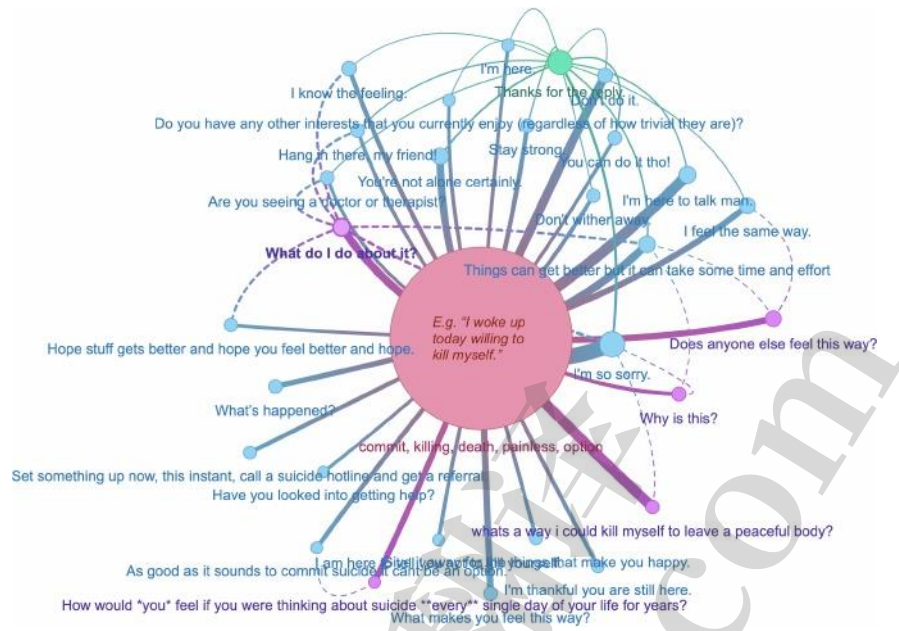 I'm here.
I know the feeling.
Thanks for the reply.
Don't do it.
Do you have any other interests that you currently enjoy (regardless of how trivial they are)?
Hang in there, my friend!
Stay strong.
You can do it tho!
You're not alone certainly.
Are you seeing a doctor or therapist?
I'm here to talk man.
Don't wither away.
I feel the same way.
What do I do about it?
Things can get better but it can take some time and effort
E.g. "I woke up
today willing to
kill myself."
Hope stuff gets better and hope you feel better and hope.
Does anyone else feel this way?
I'm so sorry.
What's happened?
Why is this?
commit, killing, death, painless, option
Set something up now, this instant, call a suicide hotline and get a referral.
Have you looked into getting help?
whats a way i could kill myself to leave a peaceful body?
I am here
that make you happy.
As good as it sounds to commit suicide it cant be an option.
I'm thankful you are still here.
How would *you* feel if you were thinking about suicide **every** single day of your life for years?
What makes you feel this way?
com